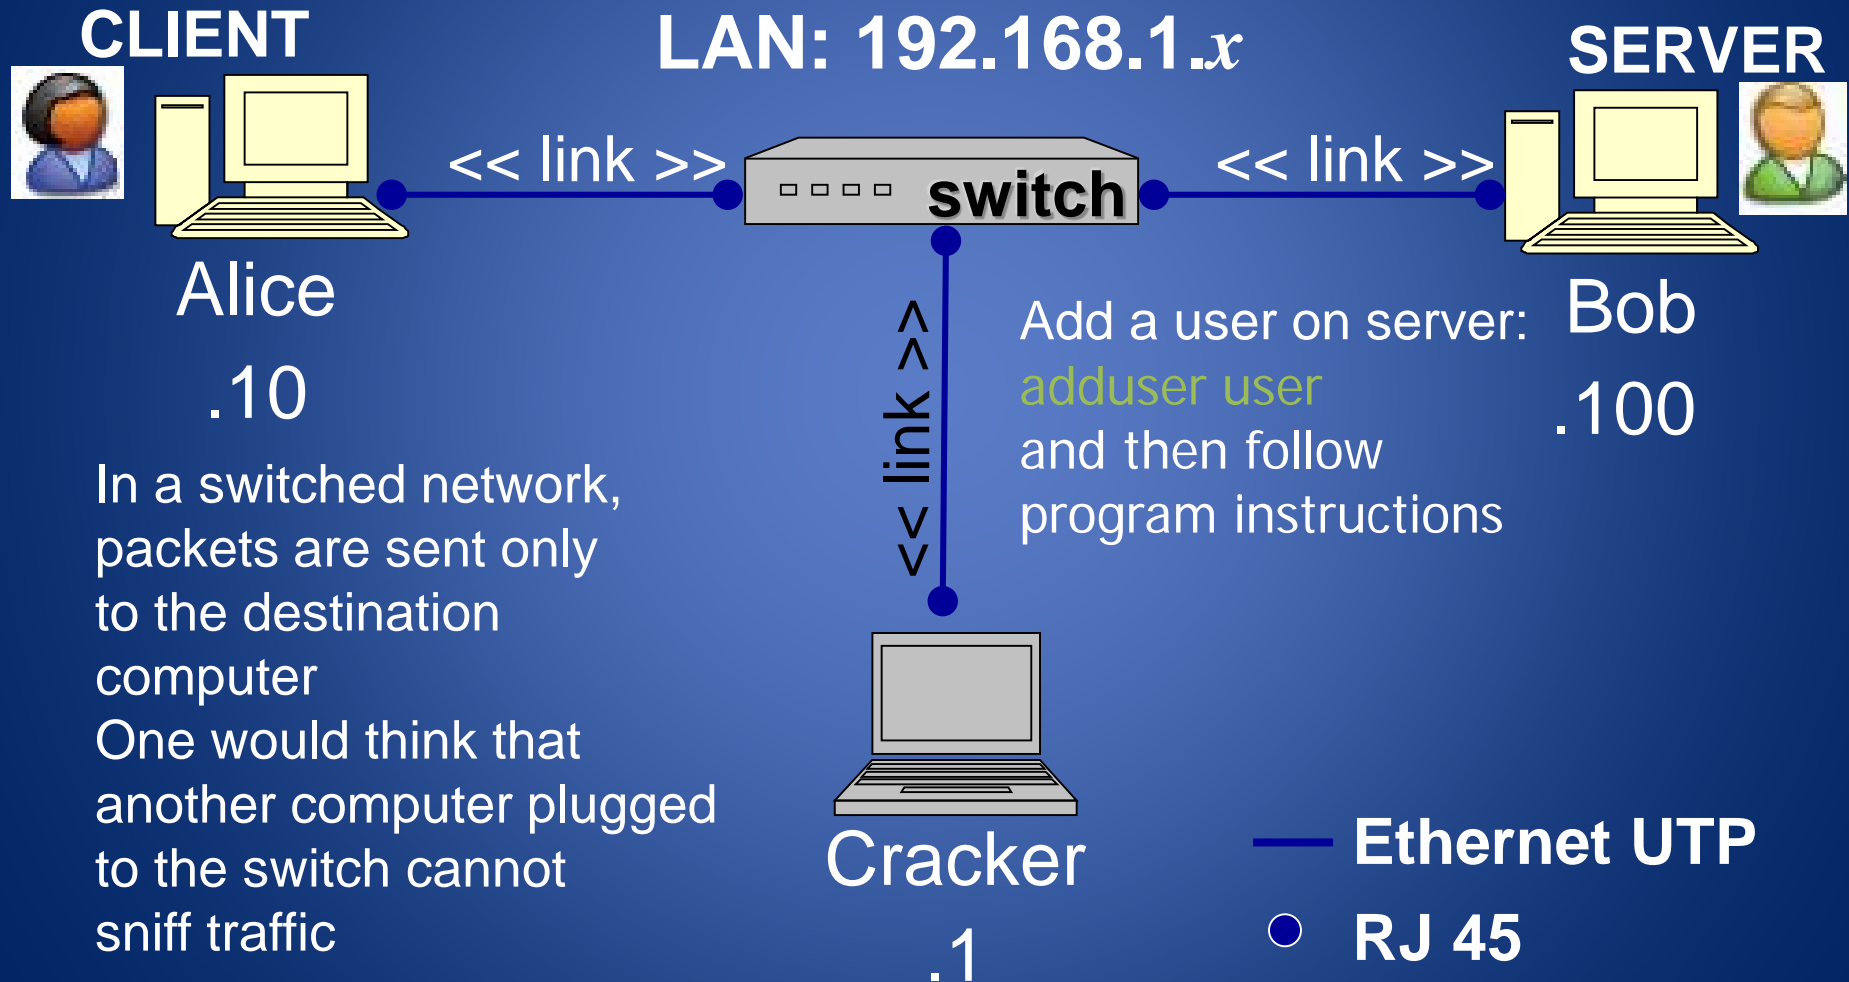 CLIENT
LAN: 192.168.1.x
SERVER
<< link >>
switch
<< link >>
Alice
.10
<< link >>
Bob
.100
Add a user on server:
adduser user
and then follow
program instructions
In a switched network,
packets are sent only
to the destination
computer
One would think that
another computer plugged
to the switch cannot
sniff traffic
Cracker
.1
Ethernet UTP
RJ 45